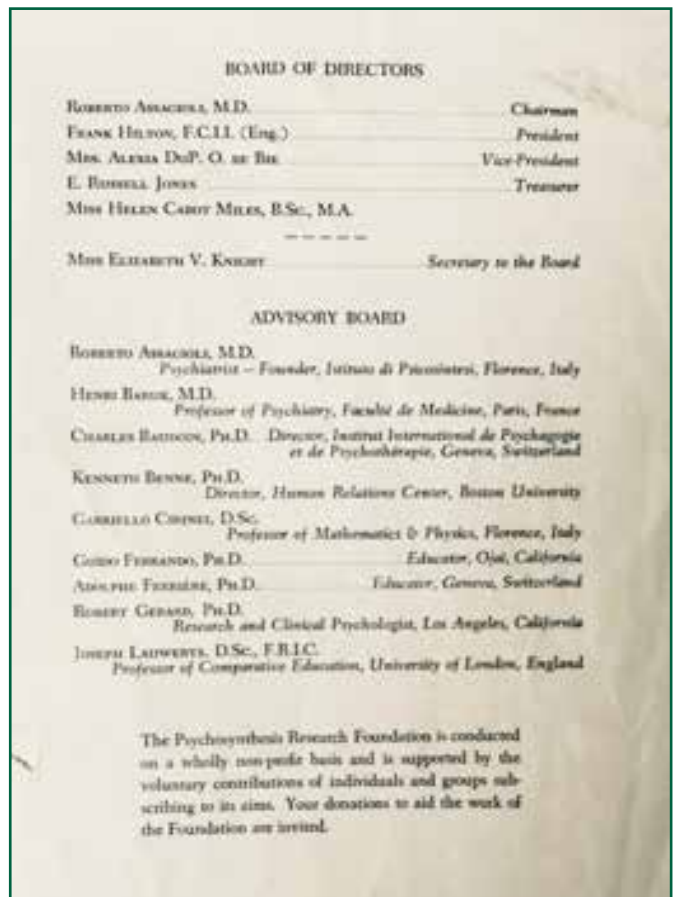 BOARD OF DIRECTORS
ROBERTO ASSAGIOLI, M.D. Chairman
FRANK HILTON, F.C.I.I. (Eng.) President
MRS. ALEXIA DUP. O. DE BIE Vice-President
E. RUSSELL JONES Treasurer
MISS HELEN CABOT MILES, B.SC., M.A.
– – – – –
MISS ELIZABETH V. KNIGHT Secretary to the Board
ADVISORY BOARD
ROBERTO ASSAGIOLI, M.D.
Psychiatrist – Founder, Istituto di Psicosintesi, Florence, Italy
HENRI BARUK, M.D.
Professor of Psychiatry, Faculté de Medicine, Paris, France
CHARLES BAUDOUIN, PH.D. Director, Institut International de Psychagogie
et de Psychothérapie, Geneva, Switzerland
KENNETH BENNE, PH.D.
Director, Human Relations Center, Boston University
GABRIELLO D.SC.
Professor of Mathematics & Physics, Florence, Italy
GUIDO FERRANDO, PH.D. Educator, Ojai, California
ADOLPHE FERRIÈRE, PH.D. Educator, Geneva, Switzerland
ROBERT GERARD, PH.D.
Research and Clinical Psychologist, Los Angeles, California
JOSEPH LAUWERYS, D.SC., F.R.I.C.
Professor of Comparative Education, University of London, England
The Psychosynthesis Research Foundation is conducted
on a wholly non-profit basis and is supported by the
voluntary contributions of individuals and groups sub-
scribing to its aims. Your donations to aid the work of
the Foundation are invited.